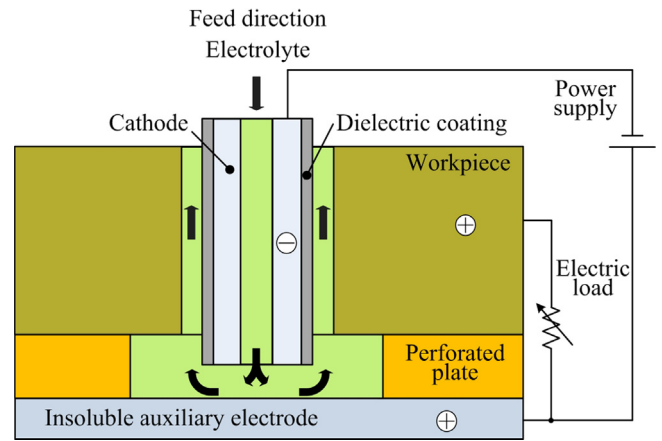 Feed direction
Electrolyte
Power
supply
Cathode
Dielectric coating
Workpiece
Electric
load
Perforated
plate
Insoluble auxiliary electrode